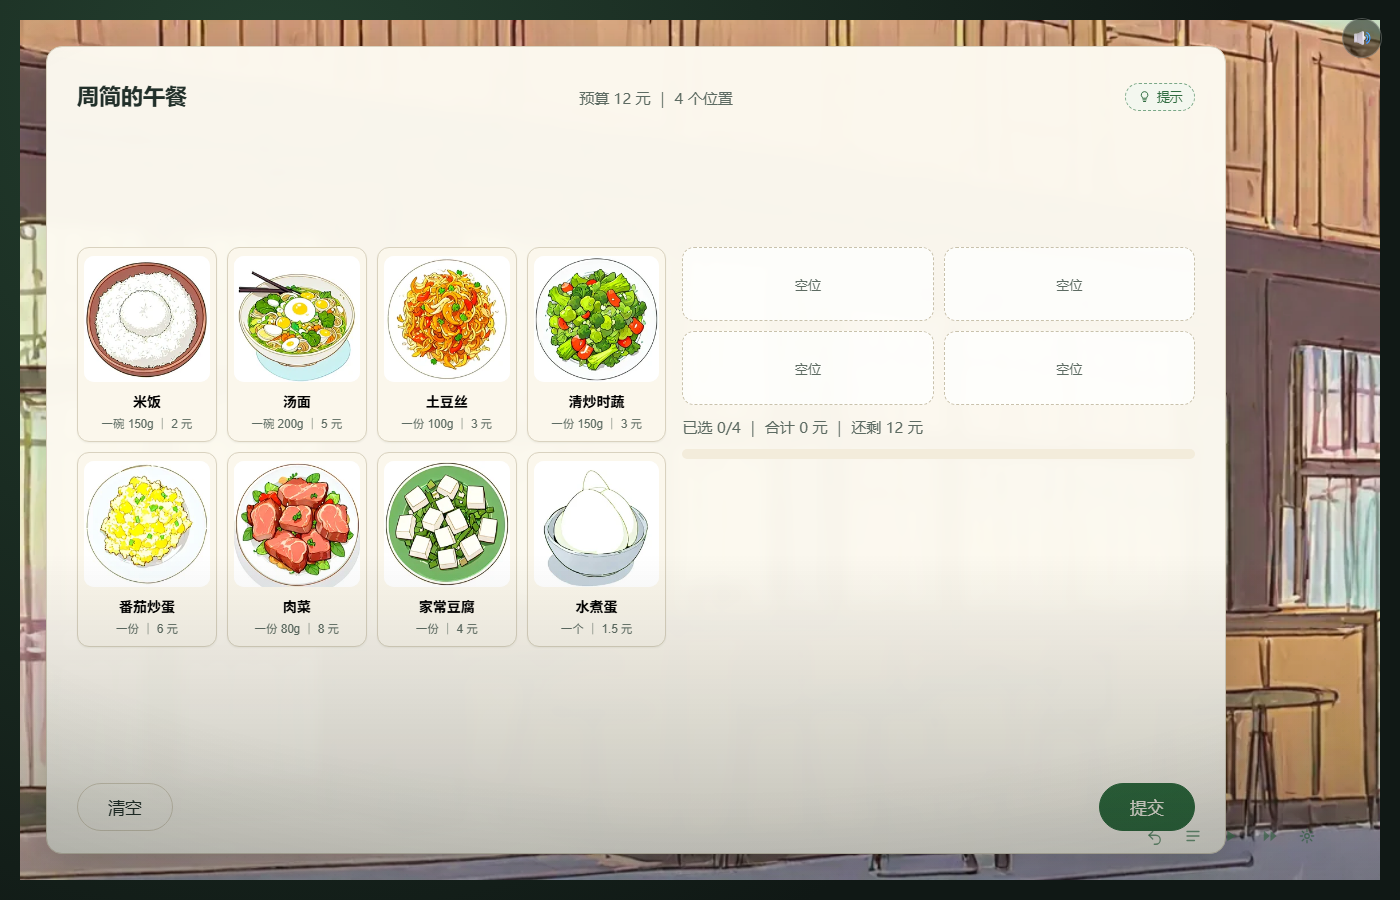 周简的午餐
预算 12 元 | 4 个位置
提示
米饭
一碗 150g | 2 元
汤面
一碗 200g | 5 元
土豆丝
一份 100g | 3 元
清炒时蔬
一份 150g | 3 元
番茄炒蛋
一份 | 6 元
肉菜
一份 80g | 8 元
家常豆腐
一份 | 4 元
水煮蛋
一个 | 1.5 元
空位
空位
空位
空位
已选 0/4 | 合计 0 元 | 还剩 12 元
清空
提交